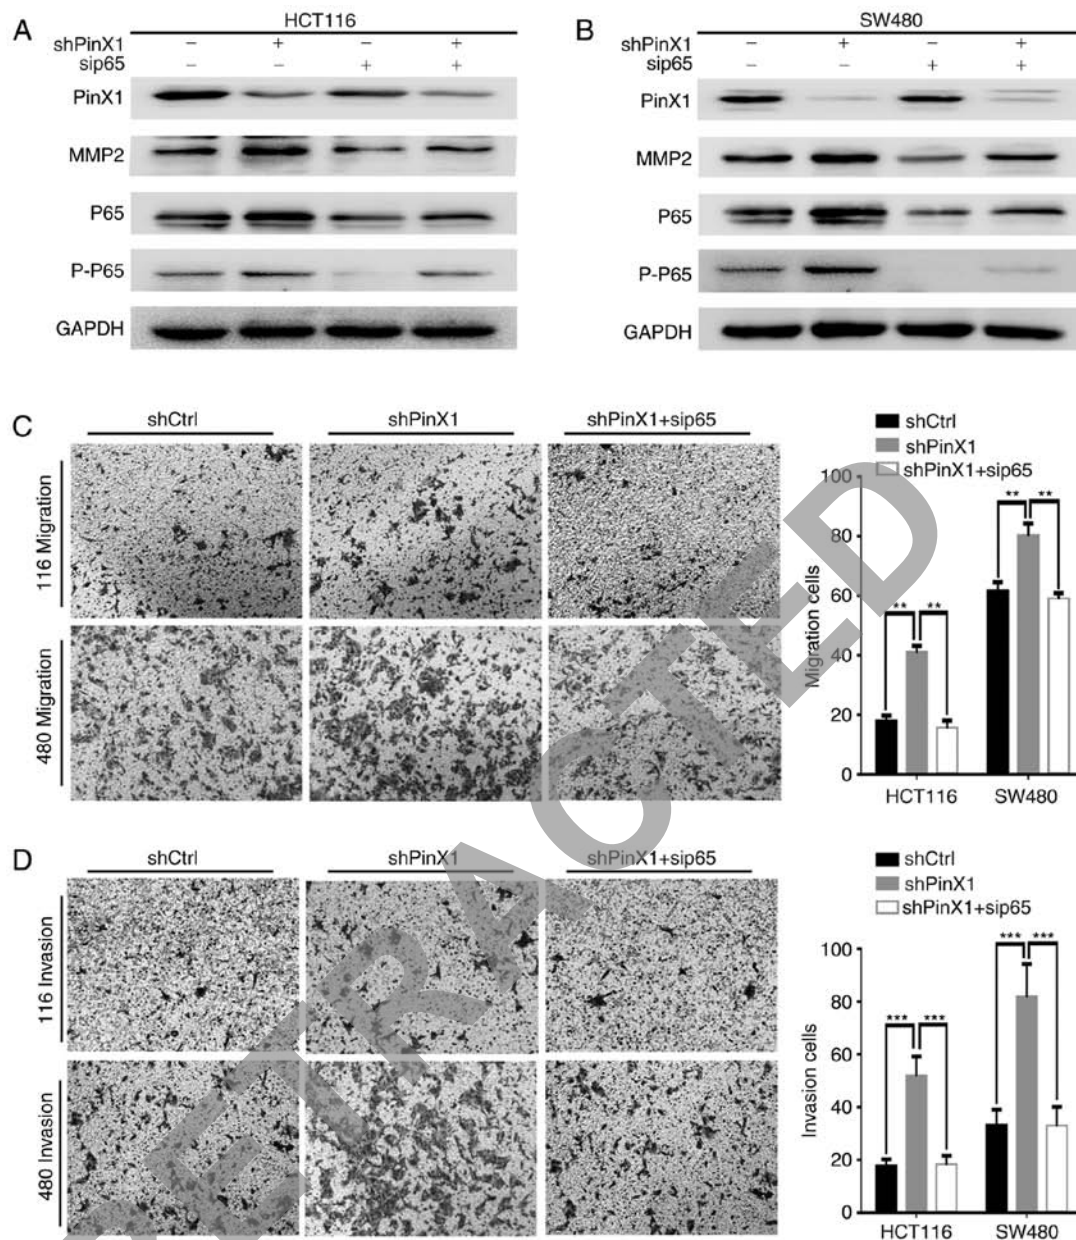 A
HCT116
shPinX1 − + − +
sip65 − − + +
PinX1
MMP2
P65
P-P65
GAPDH
B
SW480
shPinX1 − + − +
sip65 − − + +
PinX1
MMP2
P65
P-P65
GAPDH
C
shCtrl shPinX1 shPinX1+sip65
116 Migration
480 Migration
shCtrl
shPinX1
shPinX1+sip65
Migration cells
100
80
60
40
20
0
** **
** **
HCT116 SW480
D
shCtrl shPinX1 shPinX1+sip65
116 Invasion
480 Invasion
shCtrl
shPinX1
shPinX1+sip65
Invasion cells
100
80
60
40
20
0
*** ***
*** ***
HCT116 SW480
RETRACTED